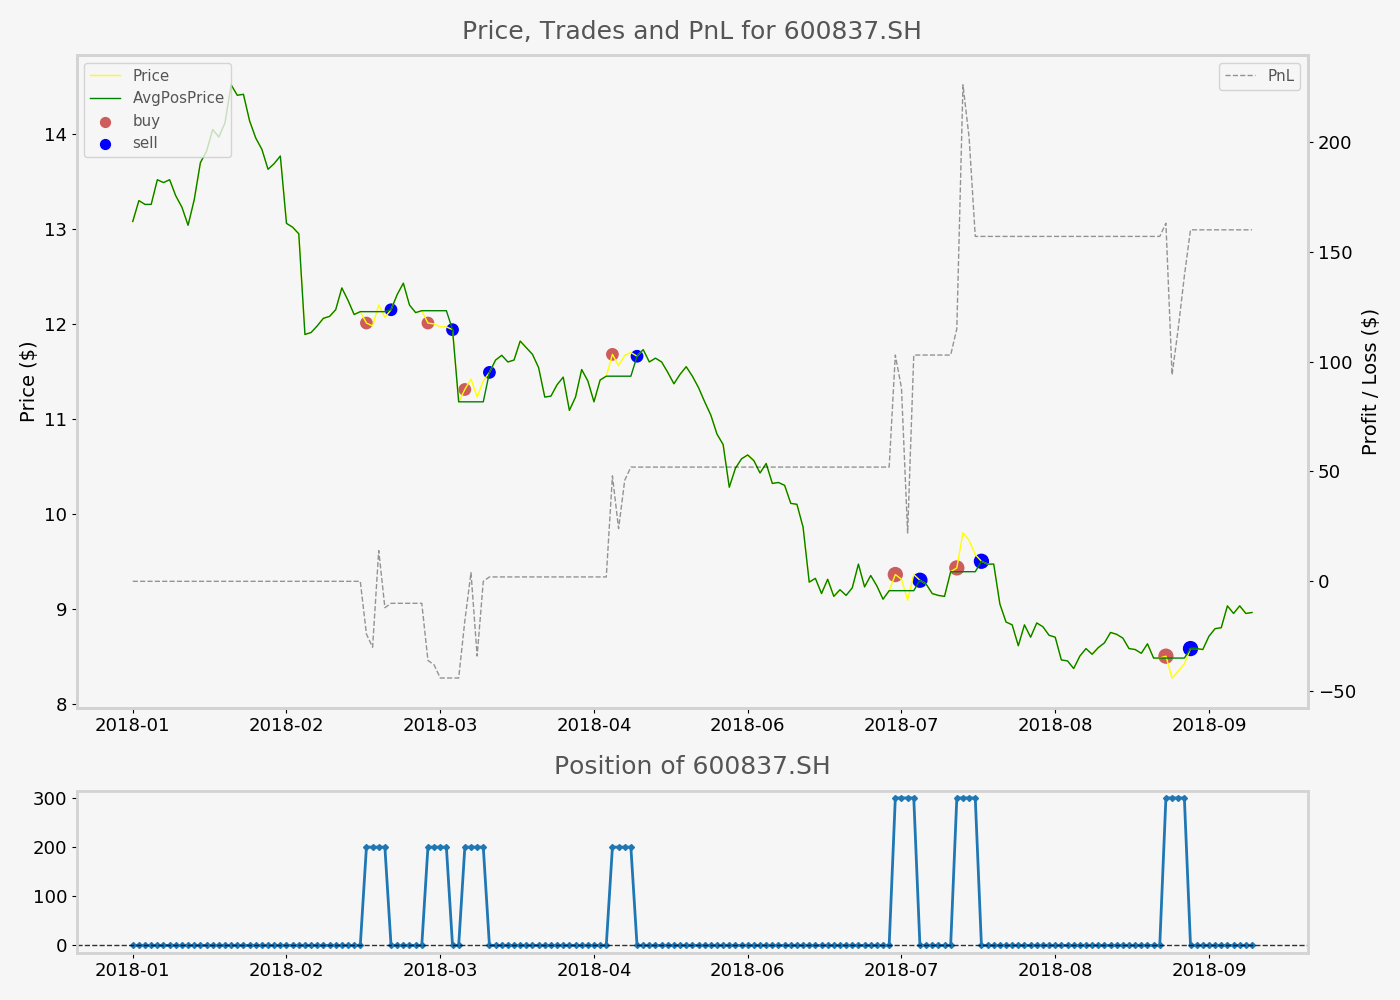 Price, Trades and PnL for 600837.SH
Price
AvgPosPrice
buy
sell
PnL
Price ($)
14
13
12
11
10
9
8
Profit / Loss ($)
200
150
100
50
0
−50
2018-01 2018-02 2018-03 2018-04 2018-06 2018-07 2018-08 2018-09
Position of 600837.SH
300
200
100
0
2018-01 2018-02 2018-03 2018-04 2018-06 2018-07 2018-08 2018-09